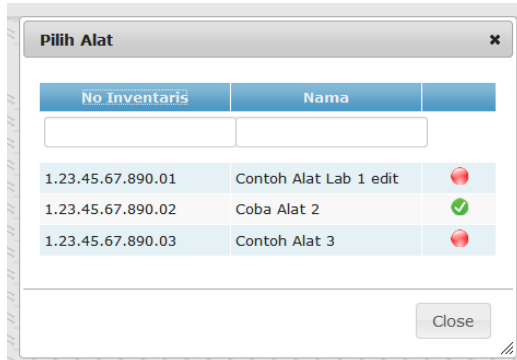 Pilih Alat
No Inventaris Nama
1.23.45.67.890.01 Contoh Alat Lab 1 edit
1.23.45.67.890.02 Coba Alat 2
1.23.45.67.890.03 Contoh Alat 3
Close